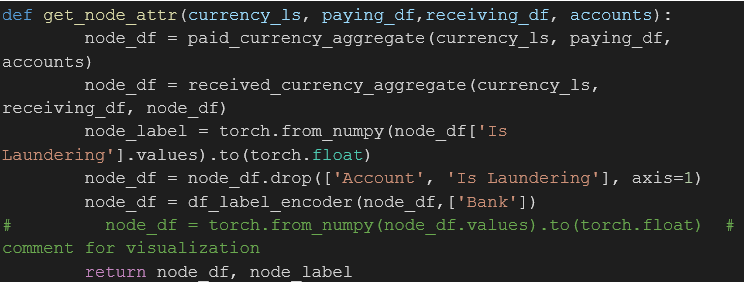 def get_node_attr(currency_ls, paying_df,receiving_df, accounts):
        node_df = paid_currency_aggregate(currency_ls, paying_df,
accounts)
        node_df = received_currency_aggregate(currency_ls,
receiving_df, node_df)
        node_label = torch.from_numpy(node_df['Is
Laundering'].values).to(torch.float)
        node_df = node_df.drop(['Account', 'Is Laundering'], axis=1)
        node_df = df_label_encoder(node_df,['Bank'])
#         node_df = torch.from_numpy(node_df.values).to(torch.float)  #
comment for visualization
        return node_df, node_label